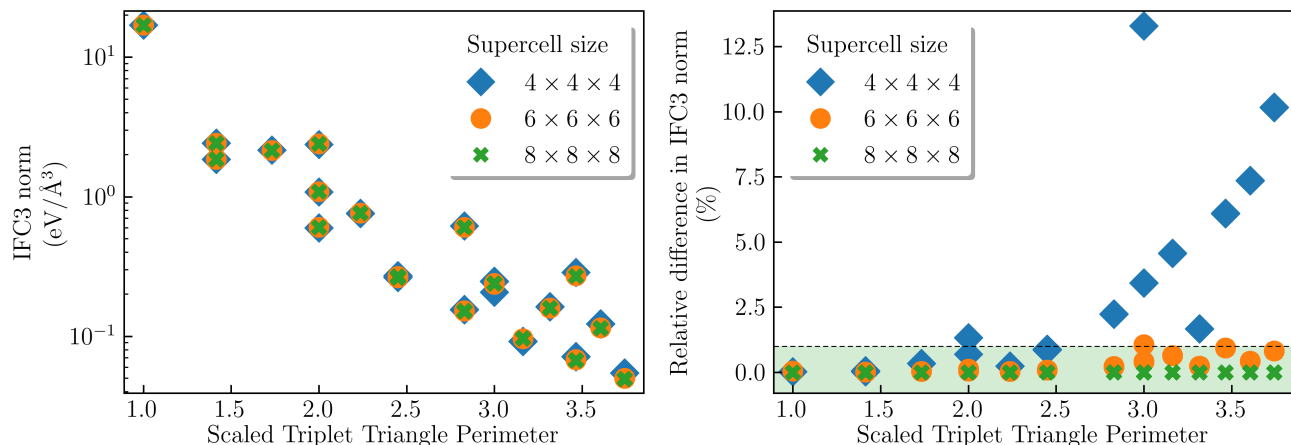 IFC3 norm
(eV/Å³)
10¹
10⁰
10⁻¹
Supercell size
4 × 4 × 4
6 × 6 × 6
8 × 8 × 8
1.0 1.5 2.0 2.5 3.0 3.5
Scaled Triplet Triangle Perimeter
Relative difference in IFC3 norm
(%)
12.5
10.0
7.5
5.0
2.5
0.0
Supercell size
4 × 4 × 4
6 × 6 × 6
8 × 8 × 8
1.0 1.5 2.0 2.5 3.0 3.5
Scaled Triplet Triangle Perimeter